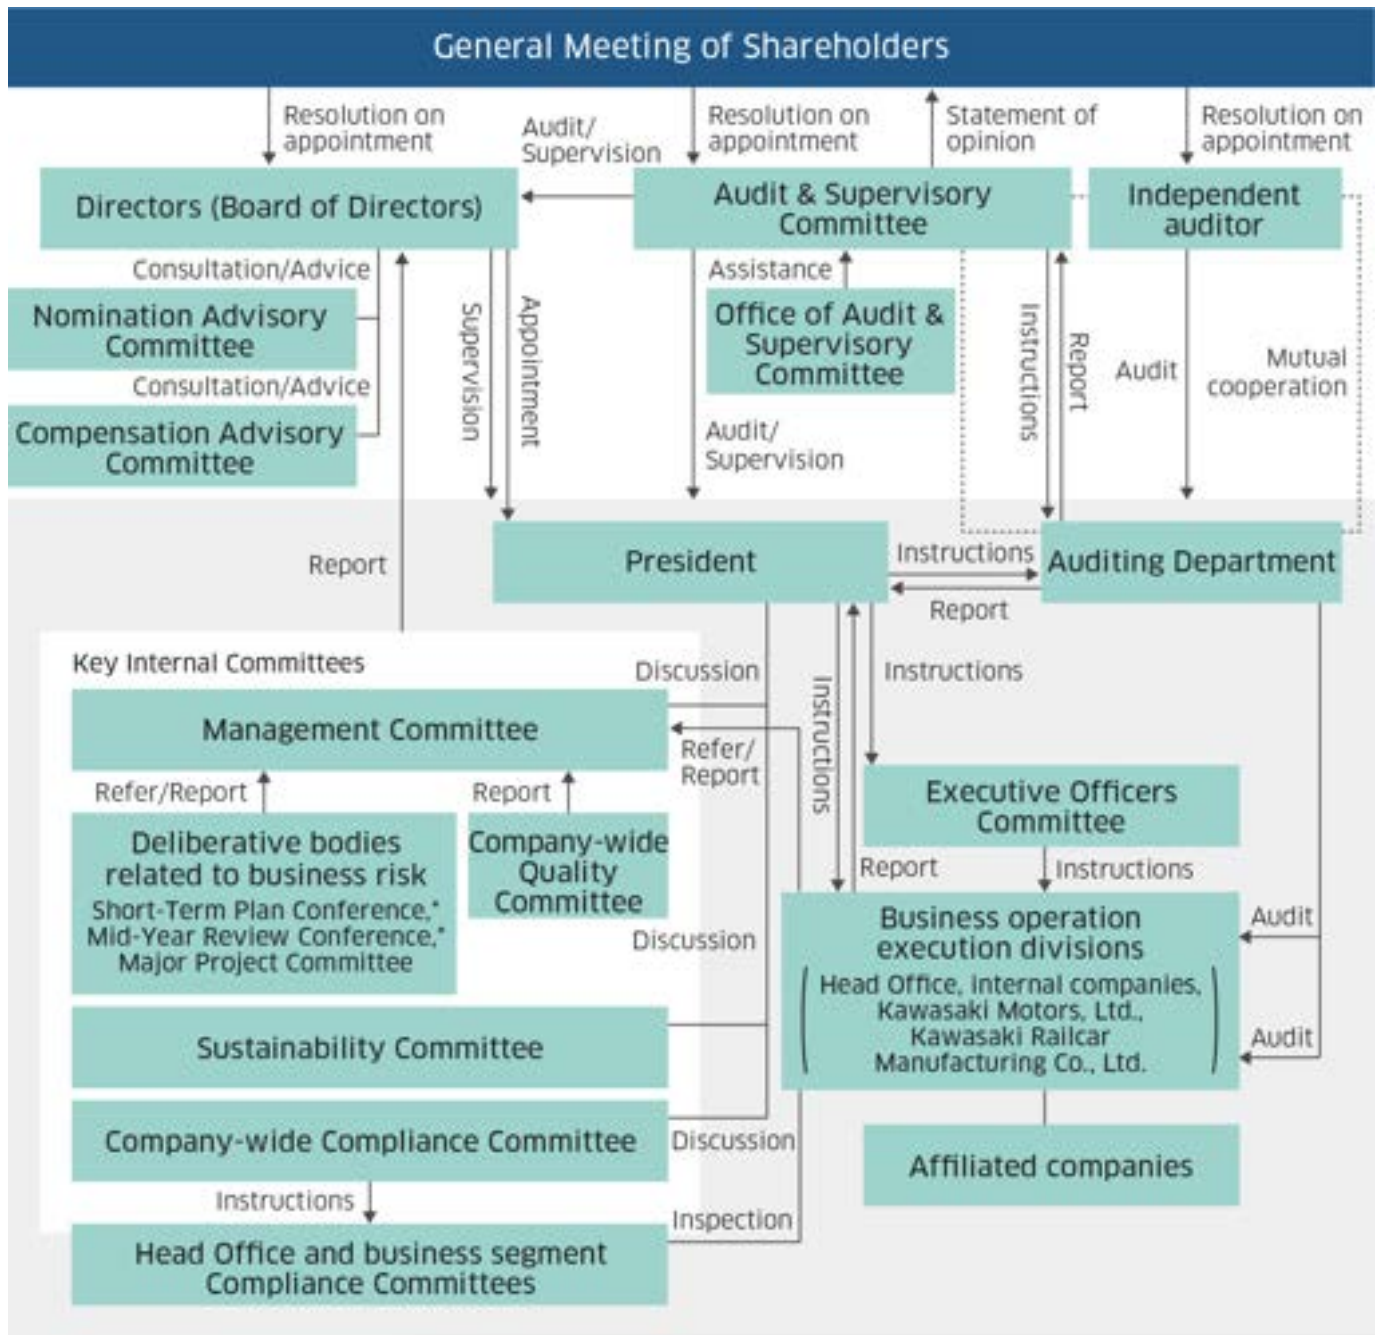 General Meeting of Shareholders
Resolution on
appointment
Audit/
Supervision
Resolution on
appointment
Statement of
opinion
Resolution on
appointment
Directors (Board of Directors)
Audit & Supervisory
Committee
Independent
auditor
Consultation/Advice
Nomination Advisory
Committee
Consultation/Advice
Compensation Advisory
Committee
Supervision
Appointment
Assistance
Office of Audit &
Supervisory
Committee
Audit/
Supervision
Instructions
Report
Audit
Mutual
cooperation
Report
President
Instructions
Report
Auditing Department
Key Internal Committees
Discussion
Management Committee
Refer/
Report
Instructions
Instructions
Refer/Report
Report
Deliberative bodies
related to business risk
Short-Term Plan Conference,*
Mid-Year Review Conference,*
Major Project Committee
Company-wide
Quality
Committee
Executive Officers
Committee
Report
Instructions
Discussion
Business operation
execution divisions
Head Office, internal companies,
Kawasaki Motors, Ltd.,
Kawasaki Railcar
Manufacturing Co., Ltd.
Audit
Audit
Sustainability Committee
Company-wide Compliance Committee
Discussion
Affiliated companies
Instructions
Inspection
Head Office and business segment
Compliance Committees